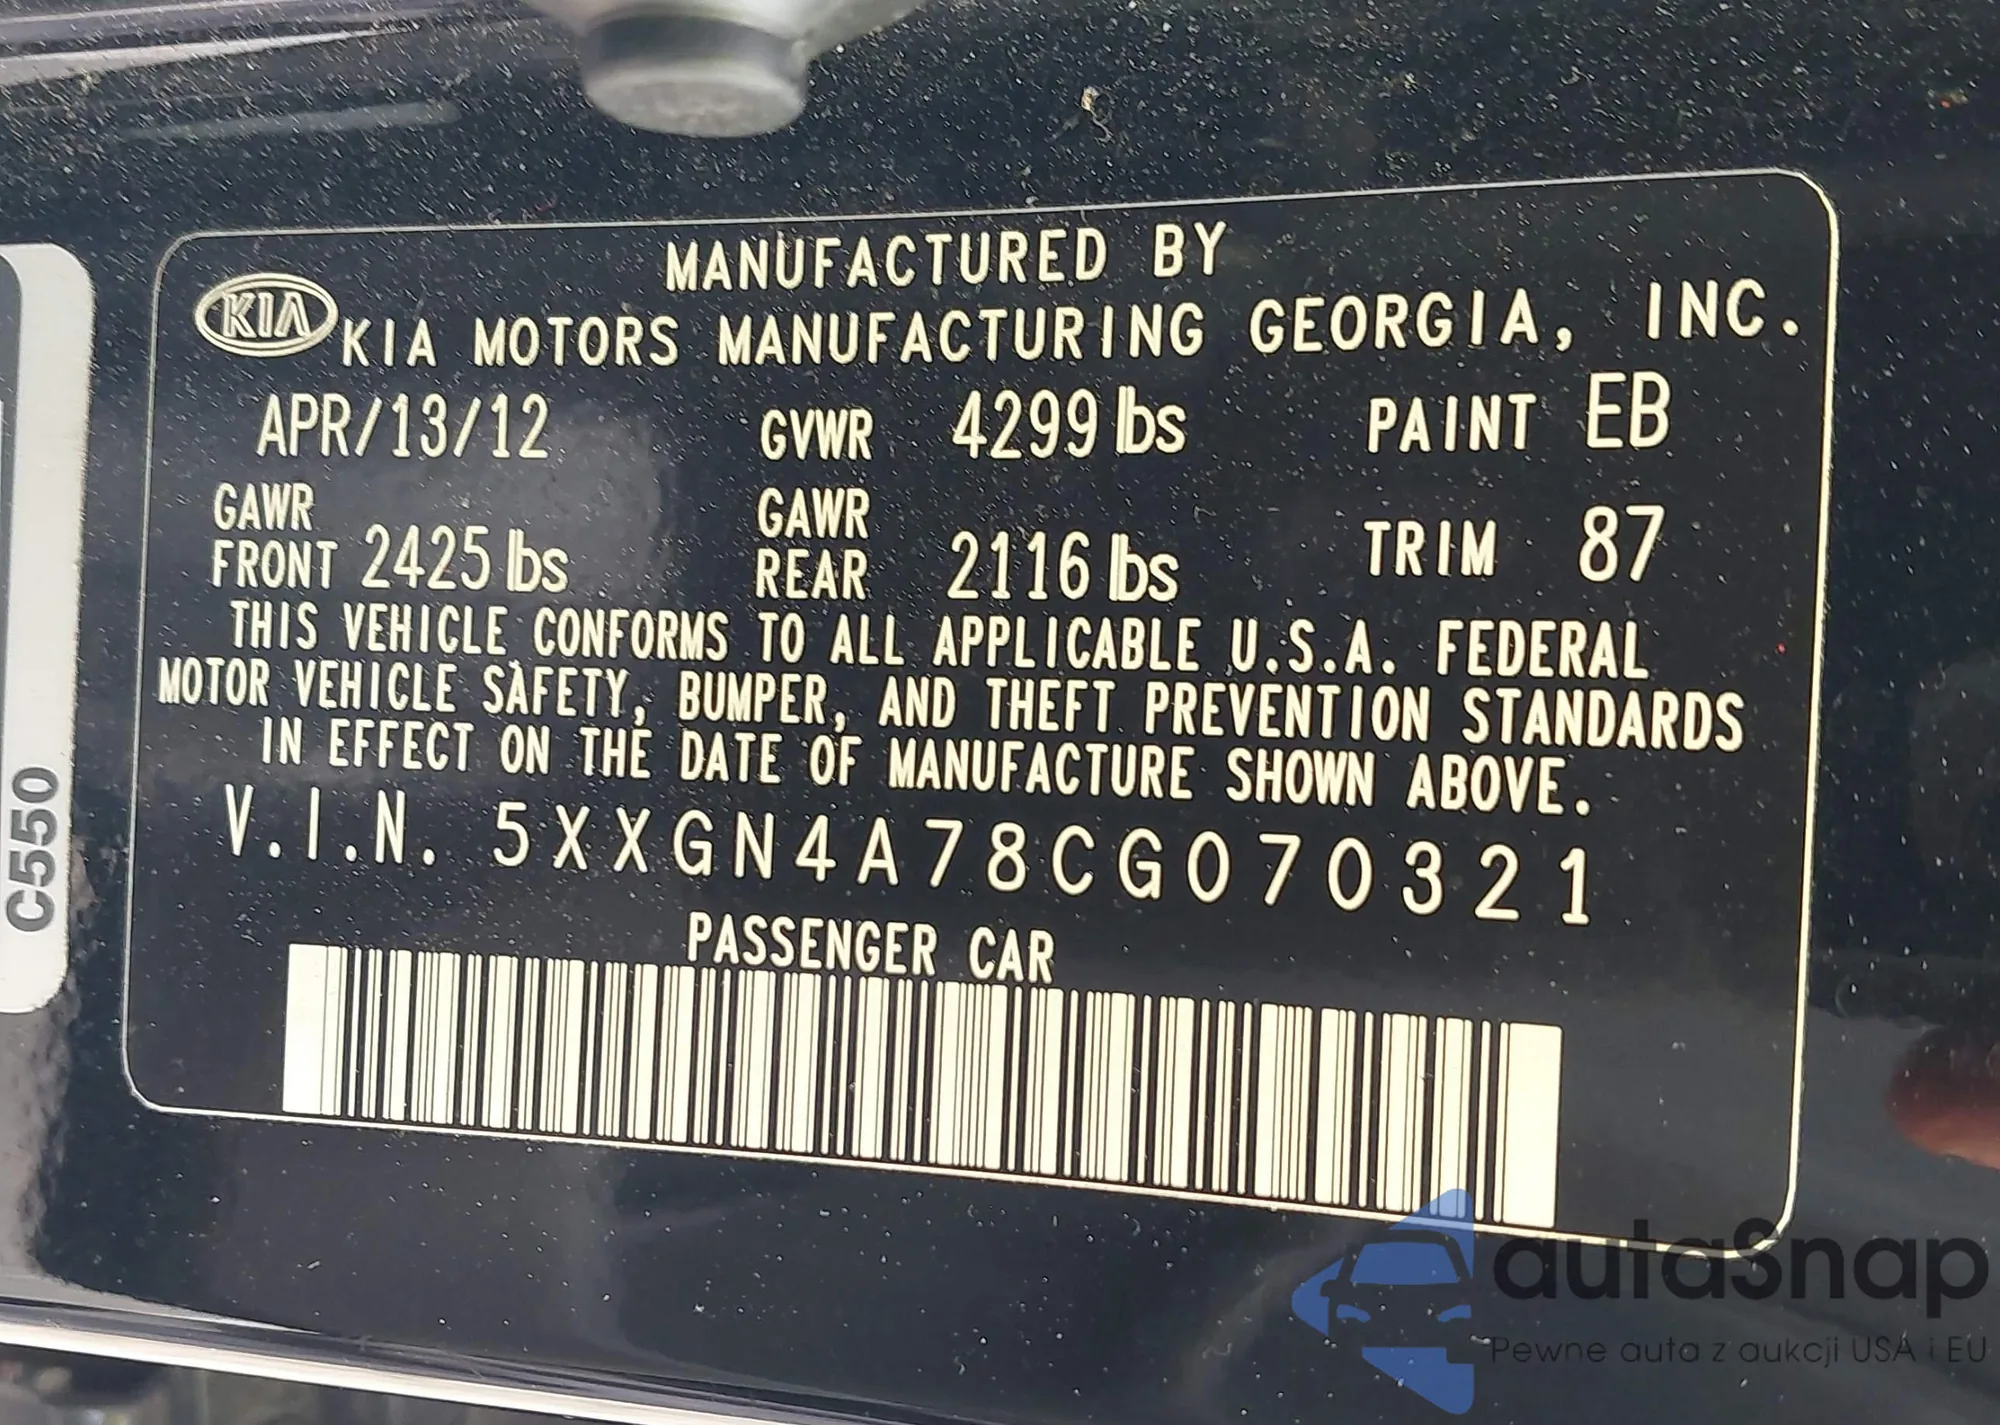 MANUFACTURED BY
KIA KIA MOTORS MANUFACTURING GEORGIA, INC.
APR/13/12 GVWR 4299 lbs PAINT EB
GAWR FRONT 2425 lbs GAWR REAR 2116 lbs TRIM 87
THIS VEHICLE CONFORMS TO ALL APPLICABLE U.S.A. FEDERAL
MOTOR VEHICLE SAFETY, BUMPER, AND THEFT PREVENTION STANDARDS
IN EFFECT ON THE DATE OF MANUFACTURE SHOWN ABOVE.
V.I.N. 5XXGN4A78CG070321
PASSENGER CAR
C550
autaSnap
Pewne auta z aukcji USA i EU